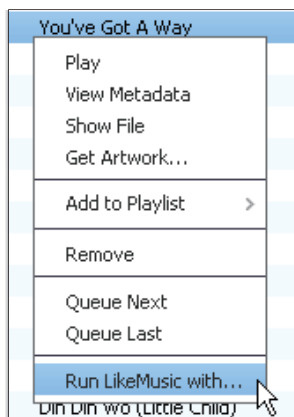 You've Got A Way
Play
View Metadata
Show File
Get Artwork...
Add to Playlist >
Remove
Queue Next
Queue Last
Run LikeMusic with...
Din Din Wo (Little Child)